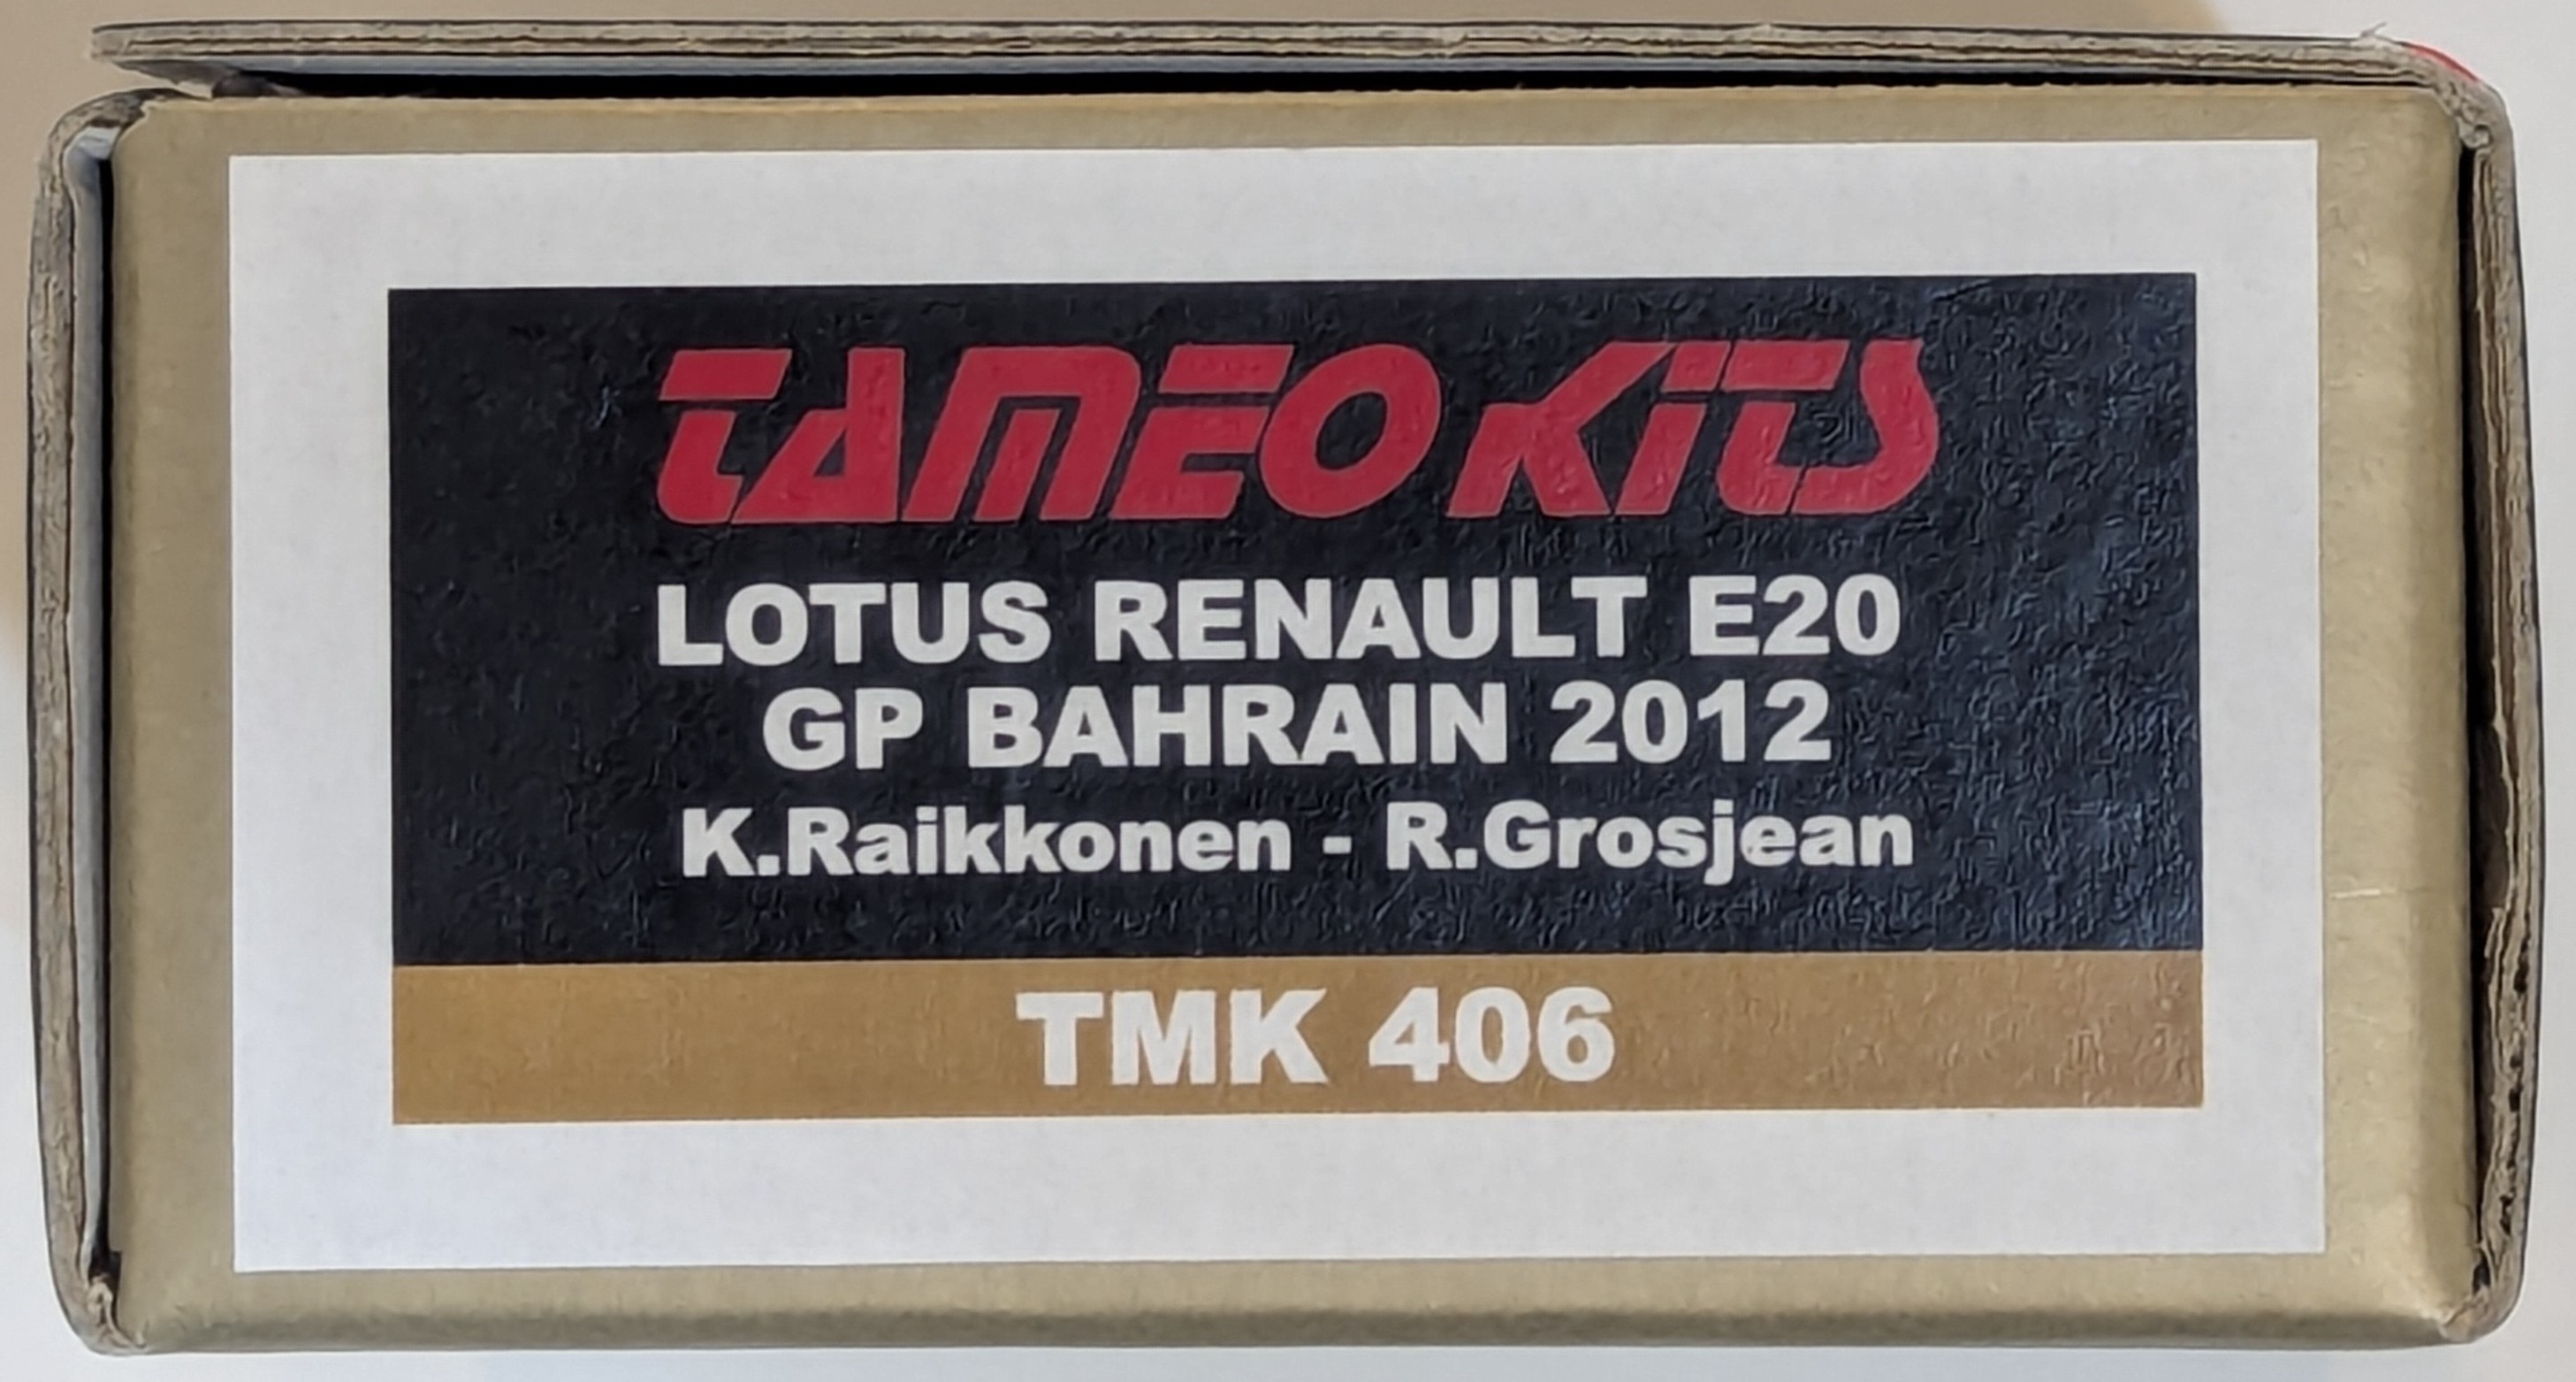 TAMEO KITS
LOTUS RENAULT E20
GP BAHRAIN 2012
K.Raikkonen - R.Grosjean
TMK 406